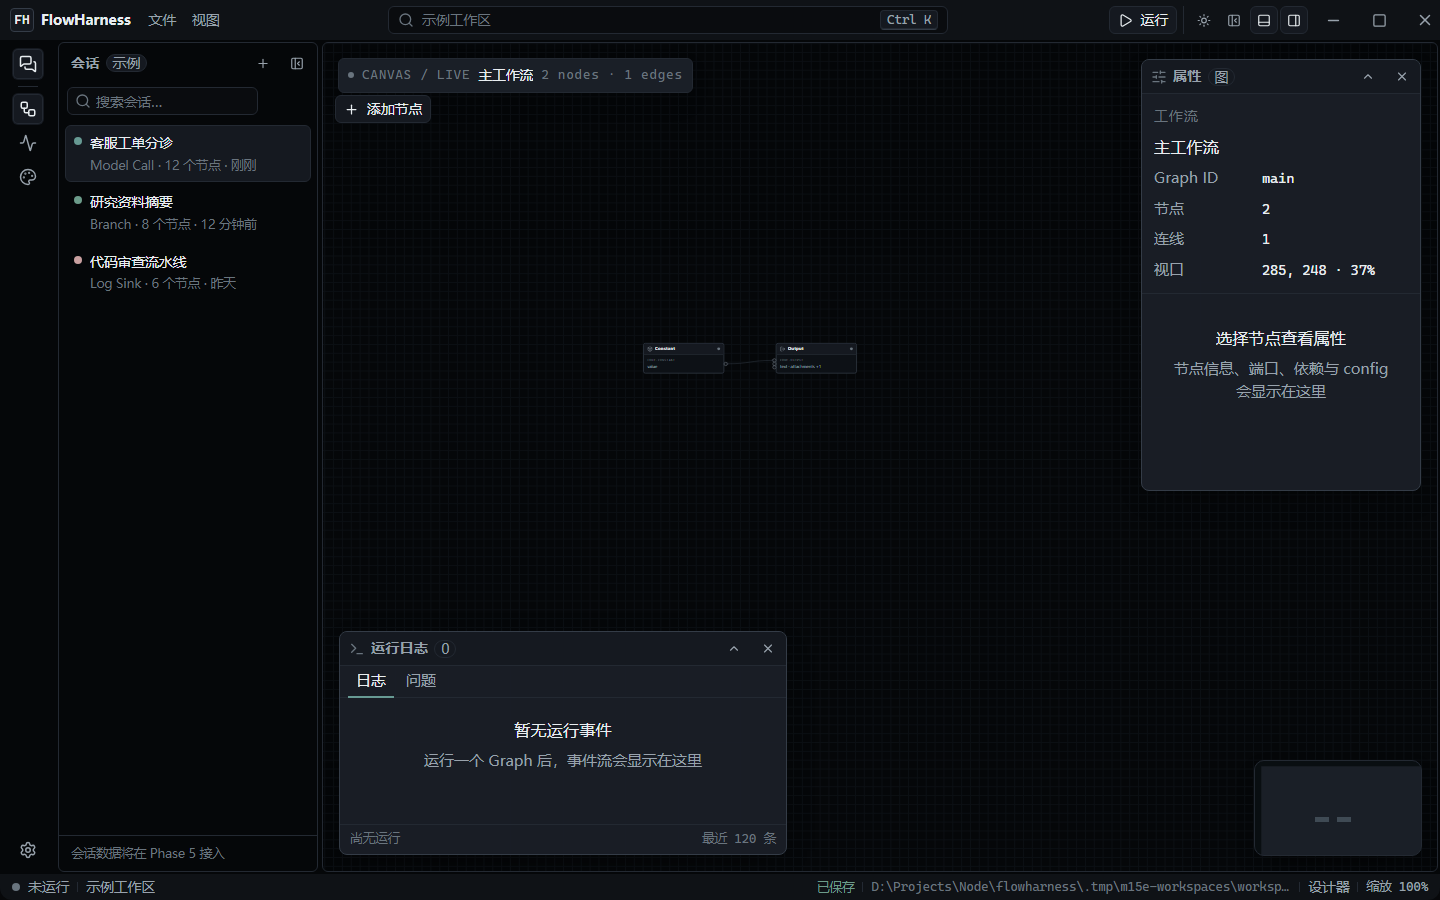 FH FlowHarness 文件 视图 示例工作区 Ctrl K 运行
会话 示例
搜索会话...
客服工单分诊
Model Call · 12 个节点 · 刚刚
研究资料摘要
Branch · 8 个节点 · 12 分钟前
代码审查流水线
Log Sink · 6 个节点 · 昨天
会话数据将在 Phase 5 接入
CANVAS / LIVE 主工作流 2 nodes · 1 edges
添加节点
Constant
value
Output
运行日志 0
日志 问题
暂无运行事件
运行一个 Graph 后，事件流会显示在这里
尚无运行 最近 120 条
属性 图
工作流
主工作流
Graph ID main
节点 2
连线 1
视口 285, 248 · 37%
选择节点查看属性
节点信息、端口、依赖与 config
会显示在这里
未运行 示例工作区 已保存 D:\Projects\Node\flowharness\.tmp\m15e-workspaces\worksp… 设计器 缩放 100%